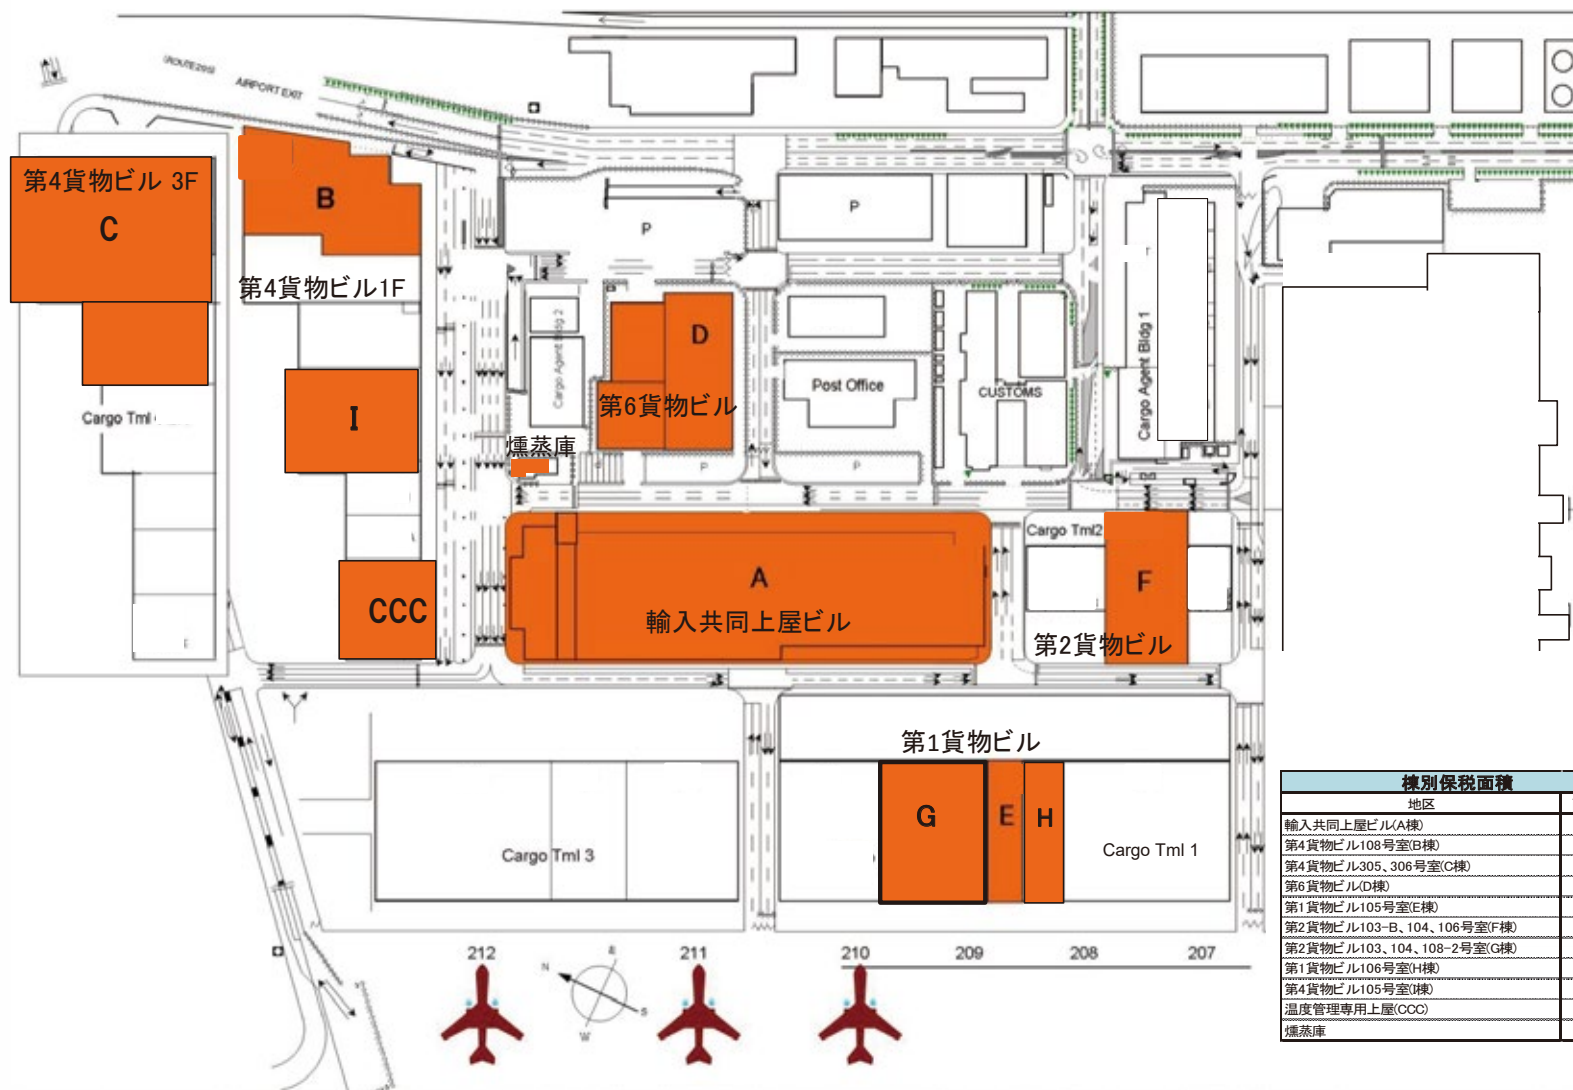 (ROUTE295)
AIRPORT EXIT
第4貨物ビル 3F
C
B
第4貨物ビル1F
P
P
Cargo Agent Bldg 2
D
第6貨物ビル
Post Office
CUSTOMS
Cargo Agent Bldg 1
Cargo Tml
I
燻蒸庫
P
P
CCC
A
輸入共同上屋ビル
Cargo Tml2
F
第2貨物ビル
第1貨物ビル
G
E
H
Cargo Tml 3
Cargo Tml 1
212
211
210
209
208
207
N
E
S
W
棟別保税面積
地区
輸入共同上屋ビル(A棟)
第4貨物ビル108号室(B棟)
第4貨物ビル305、306号室(C棟)
第6貨物ビル(D棟)
第1貨物ビル105号室(E棟)
第2貨物ビル103-B、104、106号室(F棟)
第2貨物ビル103、104、108-2号室(G棟)
第1貨物ビル106号室(H棟)
第4貨物ビル105号室(I棟)
温度管理専用上屋(CCC)
燻蒸庫